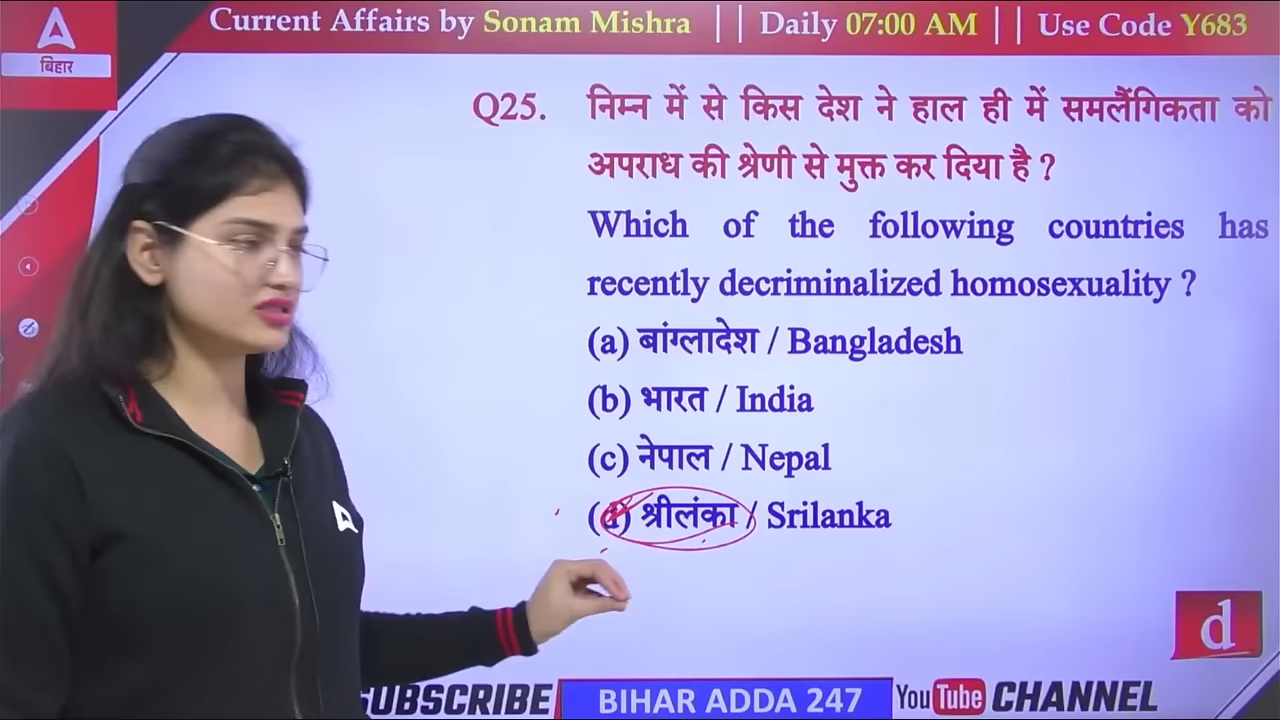 Current Affairs by Sonam Mishra || Daily 07:00 AM || Use Code Y683
बिहार
Q25. निम्न में से किस देश ने हाल ही में समलैंगिकता को
अपराध की श्रेणी से मुक्त कर दिया है ?
Which of the following countries has
recently decriminalized homosexuality ?
(a) बांग्लादेश / Bangladesh
(b) भारत / India
(c) नेपाल / Nepal
(d) श्रीलंका / Srilanka
d
SUBSCRIBE BIHAR ADDA 247 YouTube CHANNEL